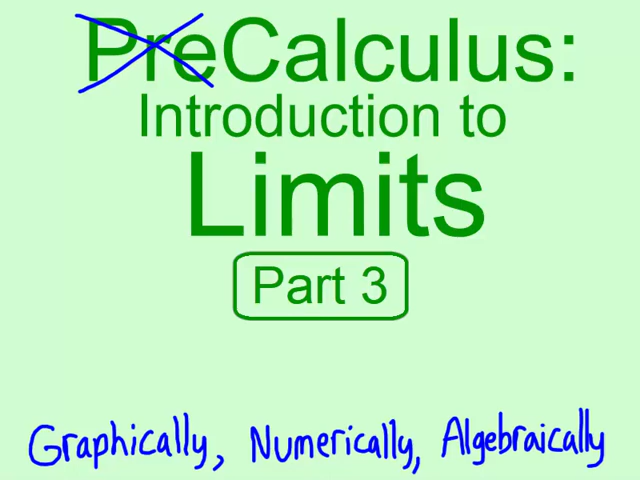 PreCalculus:
Introduction to
Limits
Part 3
Graphically, Numerically, Algebraically